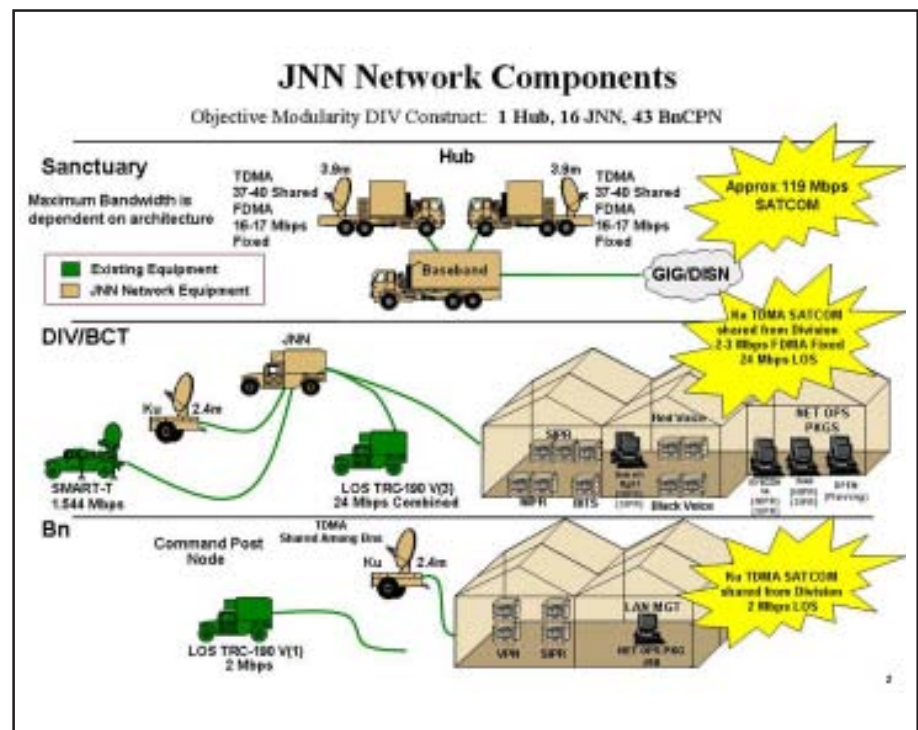 JNN Network Components
Objective Modularity DIV Construct: 1 Hub, 16 JNN, 43 BnCPN
Sanctuary
Maximum Bandwidth is
dependent on architecture
Existing Equipment
JNN Network Equipment
Hub
TDMA
37-40 Shared
FDMA
16-17 Mbps
Fixed
3.9m
3.9m
TDMA
37-40 Shared
FDMA
16-17 Mbps
Fixed
Approx 119 Mbps
SATCOM
Baseband
GIG/DISN
DIV/BCT
JNN
Ku
2.4m
SMART-T
1.544 Mbps
LOS TRC-190 V(3)
24 Mbps Combined
Ku TDMA SATCOM
shared from Division
2-3 Mbps FDMA Fixed
24 Mbps LOS
SIPR
Red Voice
NET OPS
PKGS
NIPR
Black Voice
(Planning)
Bn
Command Post
Node
TDMA
Shared Among Bns
Ku
2.4m
LOS TRC-190 V(1)
2 Mbps
LAN MGT
VPN
SIPR
NET OPS PKG
Ku TDMA SATCOM
shared from Division
2 Mbps LOS
2